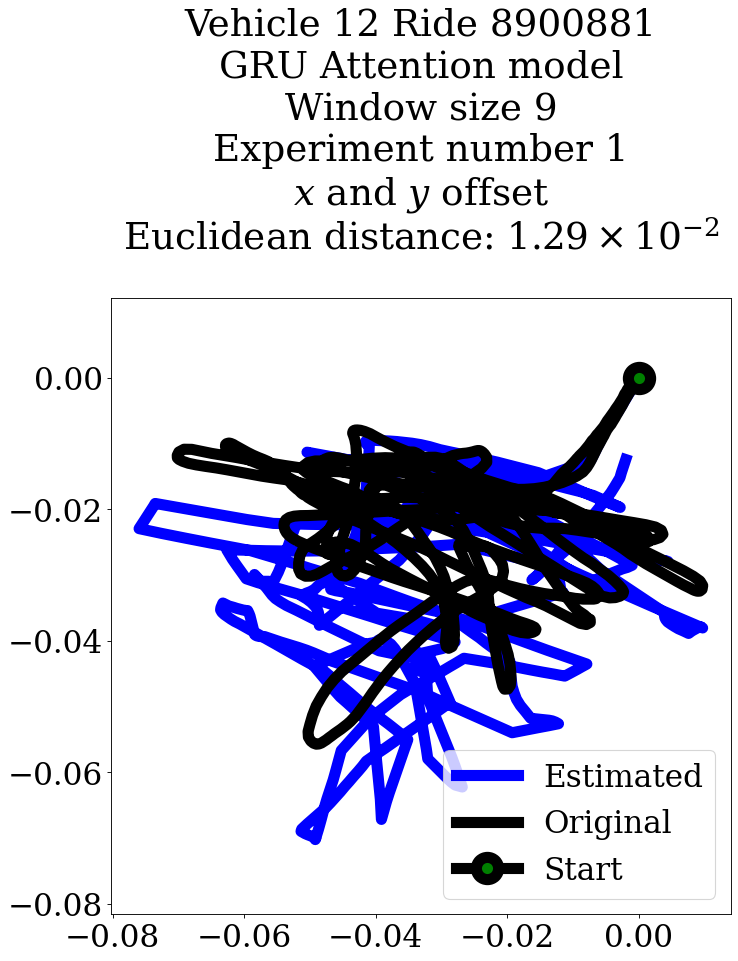 Vehicle 12 Ride 8900881
GRU Attention model
Window size 9
Experiment number 1
x and y offset
Euclidean distance: 1.29 × 10⁻²
0.00
−0.02
−0.04
−0.06
−0.08
Estimated
Original
Start
−0.08 −0.06 −0.04 −0.02 0.00